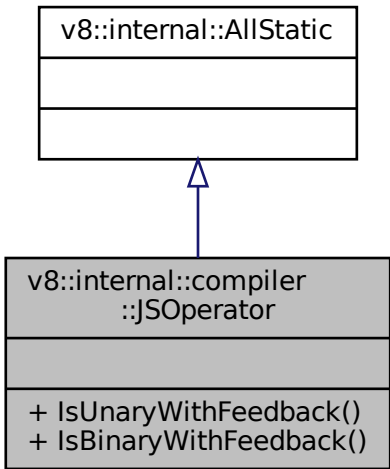 v8::internal::AllStatic
v8::internal::compiler
::JSOperator
+ IsUnaryWithFeedback()
+ IsBinaryWithFeedback()